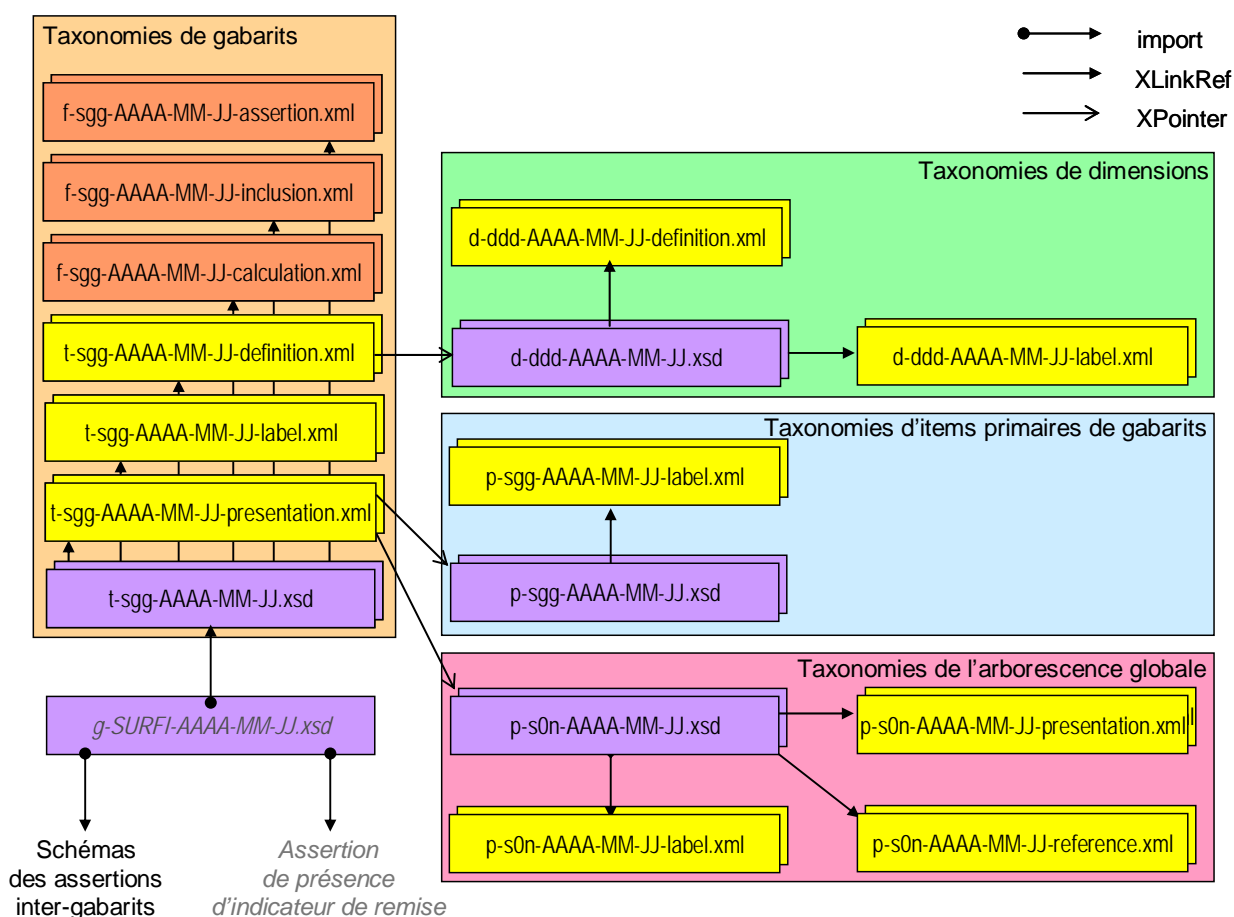 Taxonomies de gabarits
import
XLinkRef
XPointer
f-sgg-AAAA-MM-JJ-assertion.xml
f-sgg-AAAA-MM-JJ-inclusion.xml
f-sgg-AAAA-MM-JJ-calculation.xml
t-sgg-AAAA-MM-JJ-definition.xml
t-sgg-AAAA-MM-JJ-label.xml
t-sgg-AAAA-MM-JJ-presentation.xml
t-sgg-AAAA-MM-JJ.xsd
g-SURFI-AAAA-MM-JJ.xsd
Schémas
des assertions
inter-gabarits
Assertion
de présence
d'indicateur de remise
Taxonomies de dimensions
d-ddd-AAAA-MM-JJ-definition.xml
d-ddd-AAAA-MM-JJ.xsd
d-ddd-AAAA-MM-JJ-label.xml
Taxonomies d'items primaires de gabarits
p-sgg-AAAA-MM-JJ-label.xml
p-sgg-AAAA-MM-JJ.xsd
Taxonomies de l'arborescence globale
p-s0n-AAAA-MM-JJ.xsd
p-s0n-AAAA-MM-JJ-presentation.xml
p-s0n-AAAA-MM-JJ-label.xml
p-s0n-AAAA-MM-JJ-reference.xml